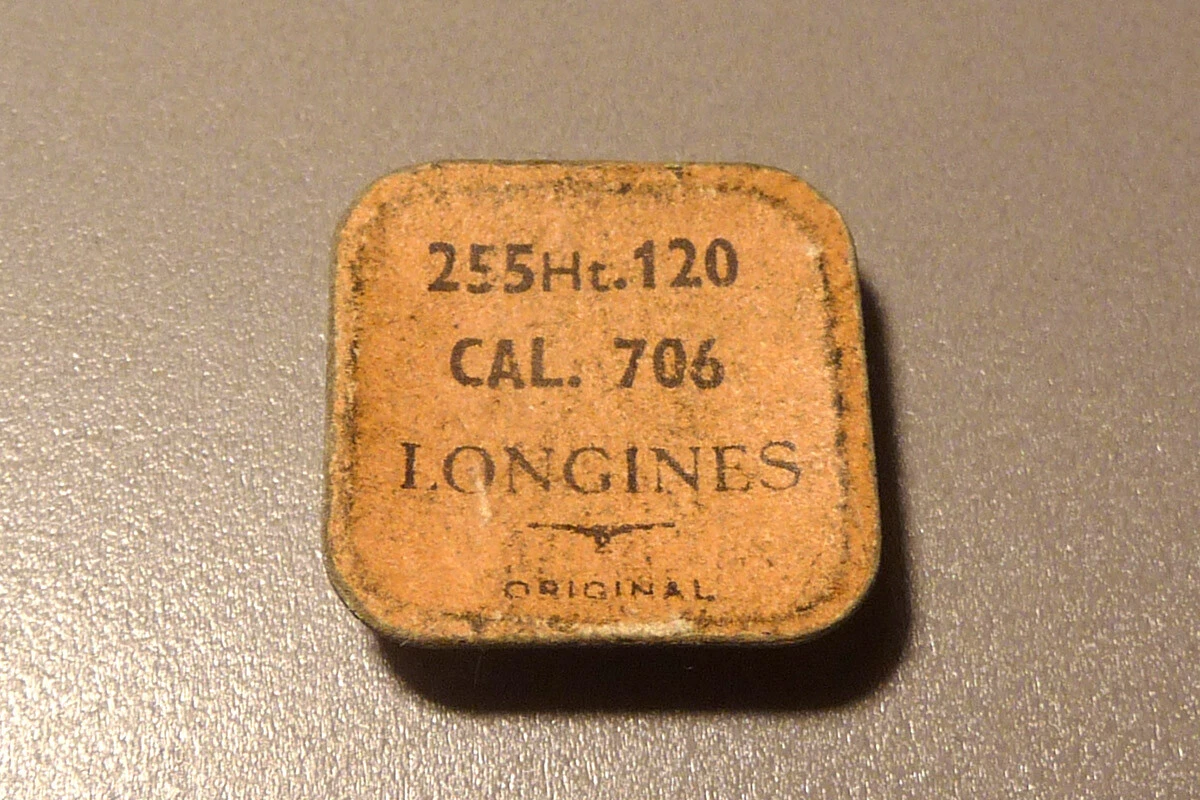 255Ht.120
CAL. 706
LONGINES
ORIGINAL